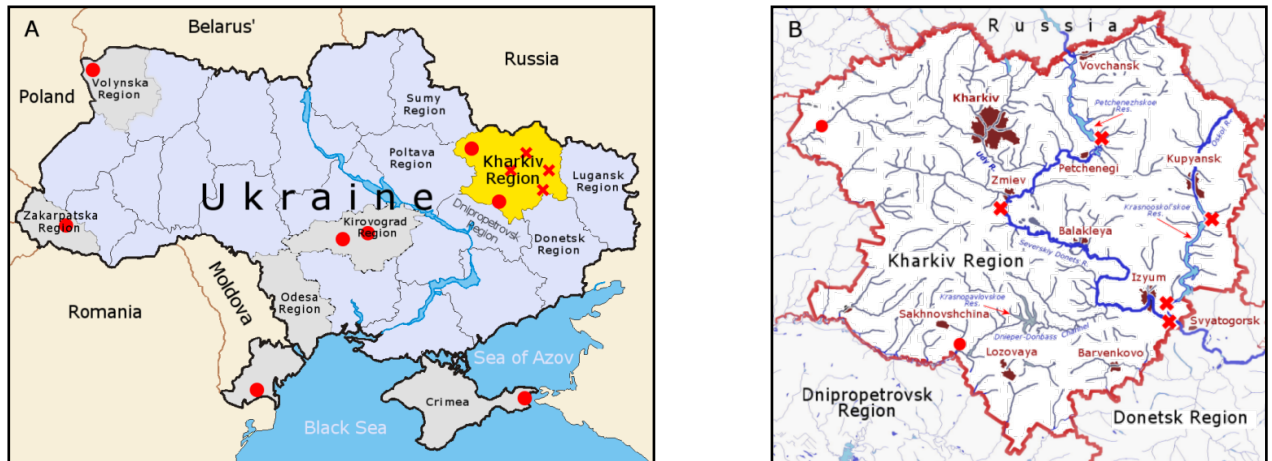 A
Belarus'
Russia
Poland
Volynska
Region
Sumy
Region
Poltava
Region
Kharkiv
Region
Lugansk
Region
Ukraine
Zakarpatska
Region
Kirovograd
Region
Dnipropetrovsk
Region
Donetsk
Region
Moldova
Odesa
Region
Romania
Sea of Azov
Crimea
Black Sea
B
Russia
Vovchansk
Kharkiv
Petchenezhskoe
Res.
Oskol R.
Udy R.
Petchenegi
Kupyansk
Zmiev
Krasnooskol'skoe
Res.
Balakleya
Severskiy Donets R.
Kharkiv Region
Izyum
Krasnopavlovskoe
Res.
Sakhnovshchina
Dnieper-Donbass Channel
Svyatogorsk
Lozovaya
Barvenkovo
Dnipropetrovsk
Region
Donetsk Region